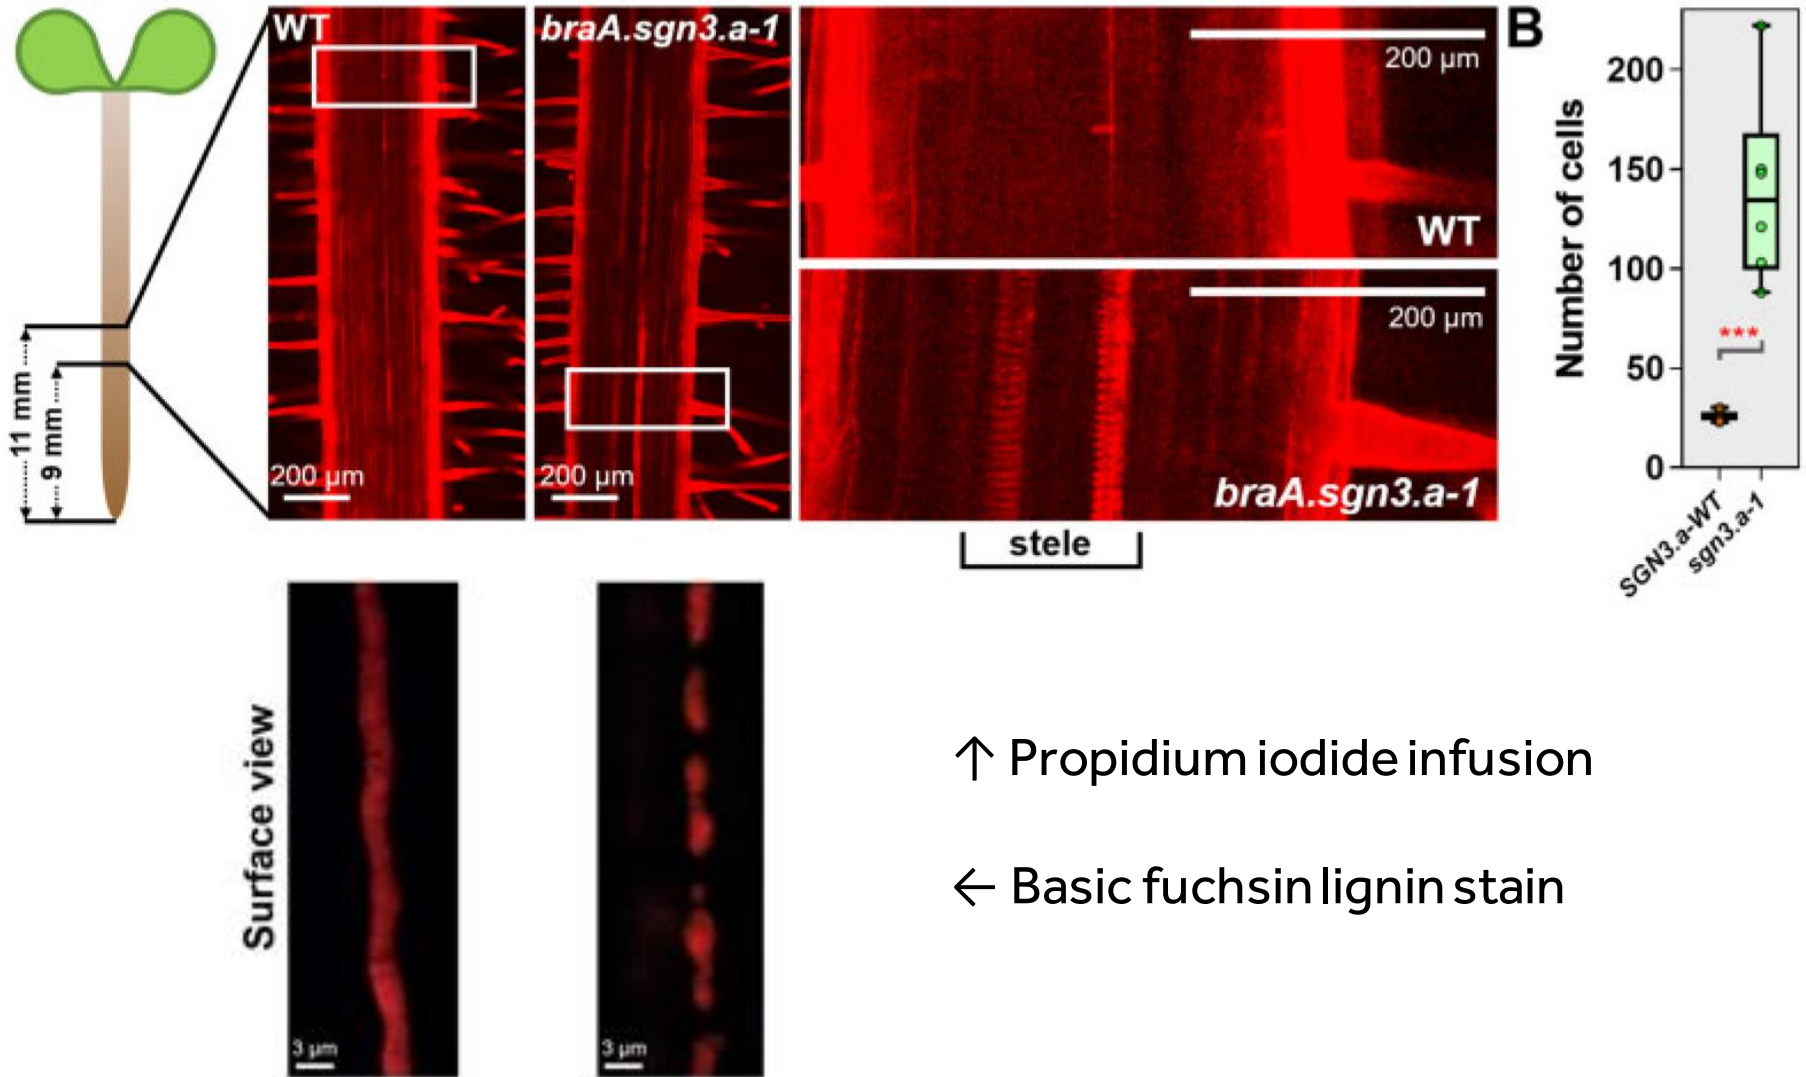 WT
braA.sgn3.a-1
200 µm
200 µm
11 mm
9 mm
200 µm
WT
200 µm
braA.sgn3.a-1
stele
B
Number of cells
200
150
100
50
0
***
SGN3.a-WT
sgn3.a-1
Surface view
3 µm
3 µm
↑ Propidium iodide infusion
← Basic fuchsin lignin stain